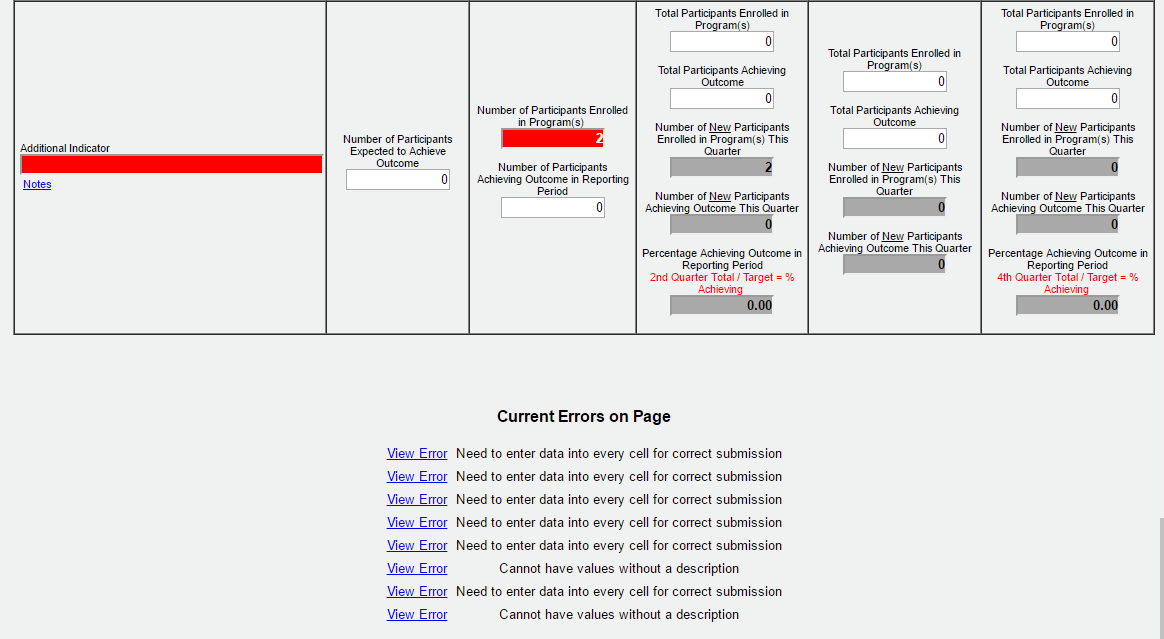 Additional Indicator
Notes
Number of Participants
Expected to Achieve
Outcome
0
Number of Participants Enrolled
in Program(s)
2
Number of Participants
Achieving Outcome in Reporting
Period
0
Total Participants Enrolled in
Program(s)
0
Total Participants Achieving
Outcome
0
Number of New Participants
Enrolled in Program(s) This
Quarter
2
Number of New Participants
Achieving Outcome This Quarter
0
Percentage Achieving Outcome in
Reporting Period
2nd Quarter Total / Target = %
Achieving
0.00
Total Participants Enrolled in
Program(s)
0
Total Participants Achieving
Outcome
0
Number of New Participants
Enrolled in Program(s) This
Quarter
0
Number of New Participants
Achieving Outcome This Quarter
0
Total Participants Enrolled in
Program(s)
0
Total Participants Achieving
Outcome
0
Number of New Participants
Enrolled in Program(s) This
Quarter
0
Number of New Participants
Achieving Outcome This Quarter
0
Percentage Achieving Outcome in
Reporting Period
4th Quarter Total / Target = %
Achieving
0.00
Current Errors on Page
View Error Need to enter data into every cell for correct submission
View Error Need to enter data into every cell for correct submission
View Error Need to enter data into every cell for correct submission
View Error Need to enter data into every cell for correct submission
View Error Need to enter data into every cell for correct submission
View Error Cannot have values without a description
View Error Need to enter data into every cell for correct submission
View Error Cannot have values without a description